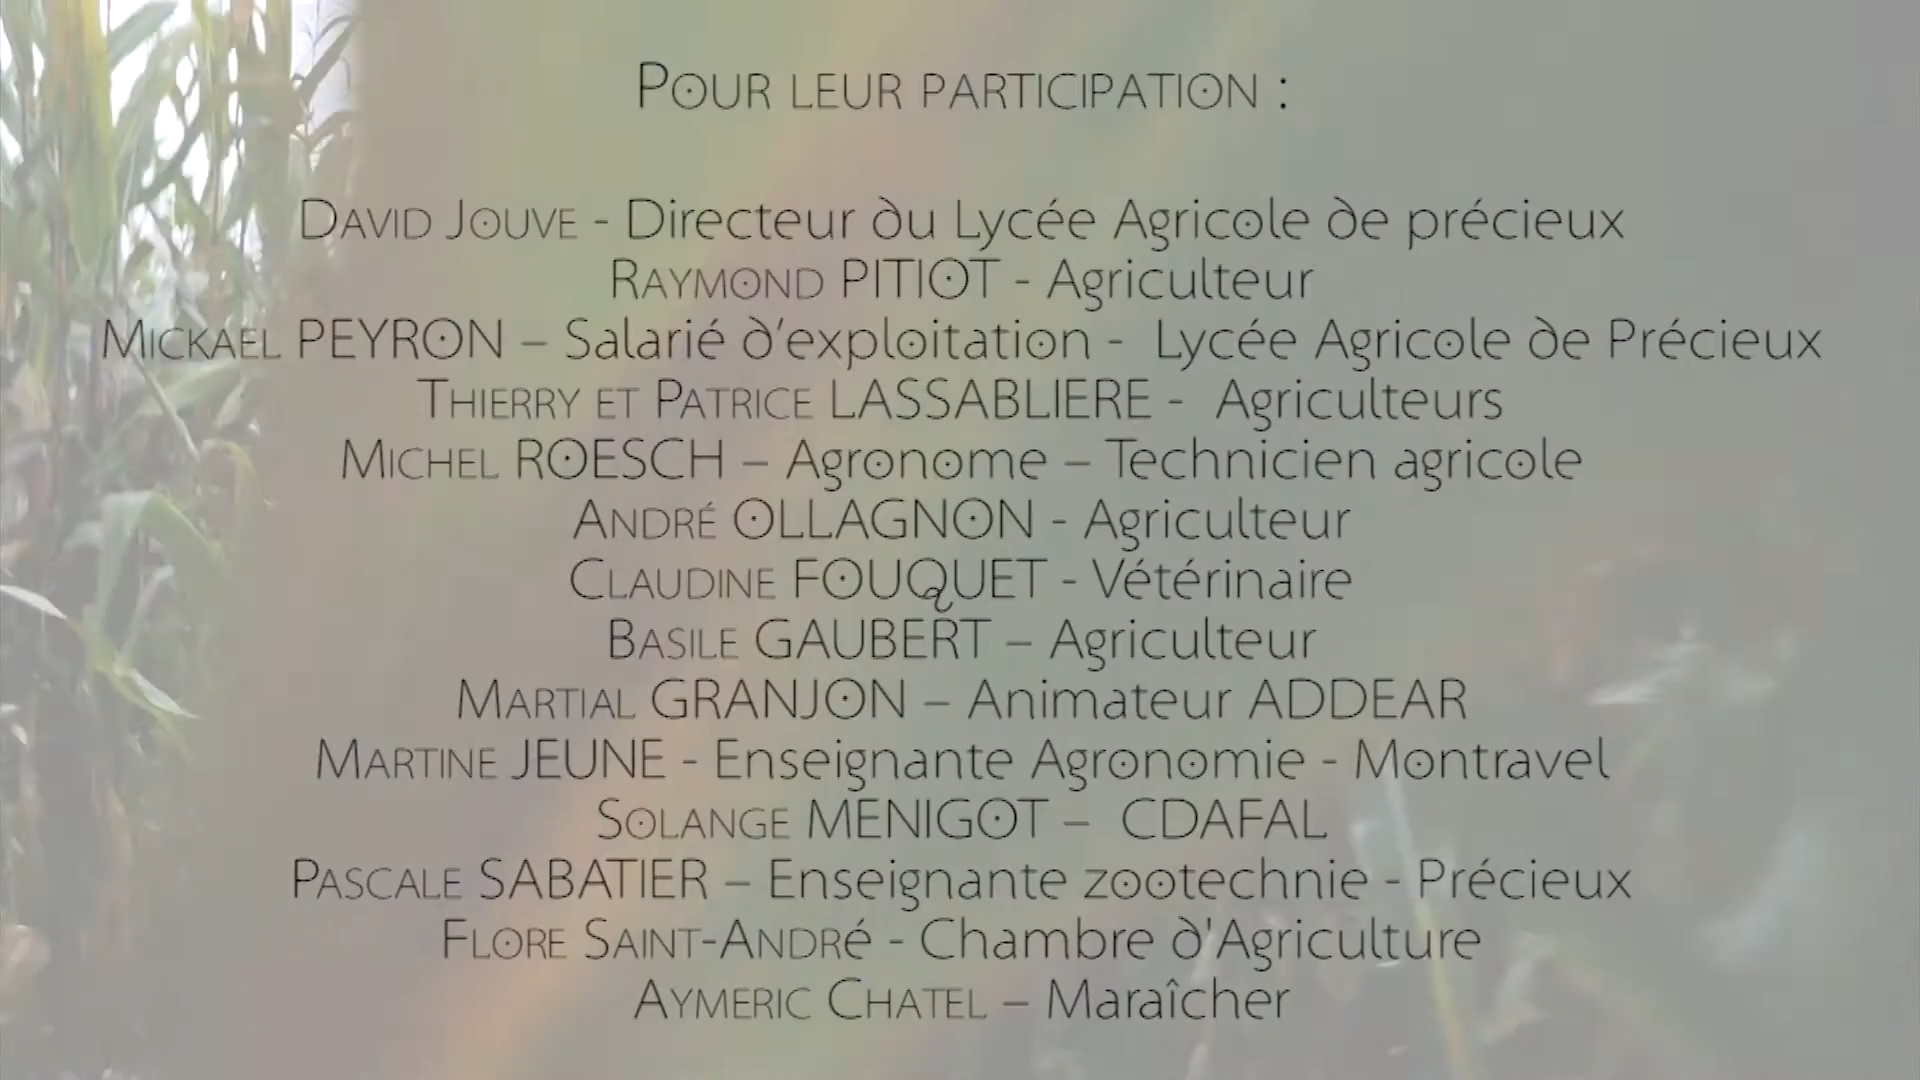 POUR LEUR PARTICIPATION :
DAVID JOUVE - Directeur du Lycée Agricole de précieux
RAYMOND PITIOT - Agriculteur
MICKAEL PEYRON – Salarié d’exploitation - Lycée Agricole de Précieux
THIERRY ET PATRICE LASSABLIERE - Agriculteurs
MICHEL ROESCH – Agronome – Technicien agricole
ANDRÉ OLLAGNON - Agriculteur
CLAUDINE FOUQUET - Vétérinaire
BASILE GAUBERT – Agriculteur
MARTIAL GRANJON – Animateur ADDEAR
MARTINE JEUNE - Enseignante Agronomie - Montravel
SOLANGE MENIGOT – CDAFAL
PASCALE SABATIER – Enseignante zootechnie - Précieux
FLORE SAINT-ANDRé - Chambre d'Agriculture
AYMERIC CHATEL – Maraîcher